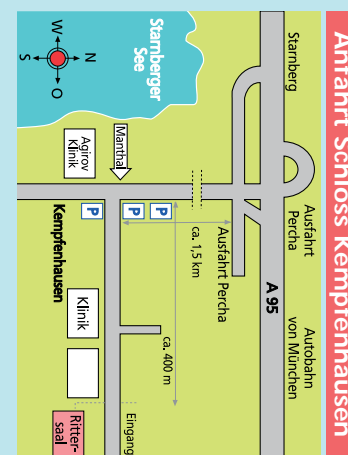 Anfahrt Schloss Kempfenhausen
Starnberg
Ausfahrt
Percha
Autobahn
von München
A 95
Ausfahrt Percha
ca. 1,5 km
ca. 400 m
Starnberger
See
N
W
O
S
Manthal
Agirov
Klinik
P
P
P
Kempfenhausen
Klinik
Eingang
Ritter-
saal